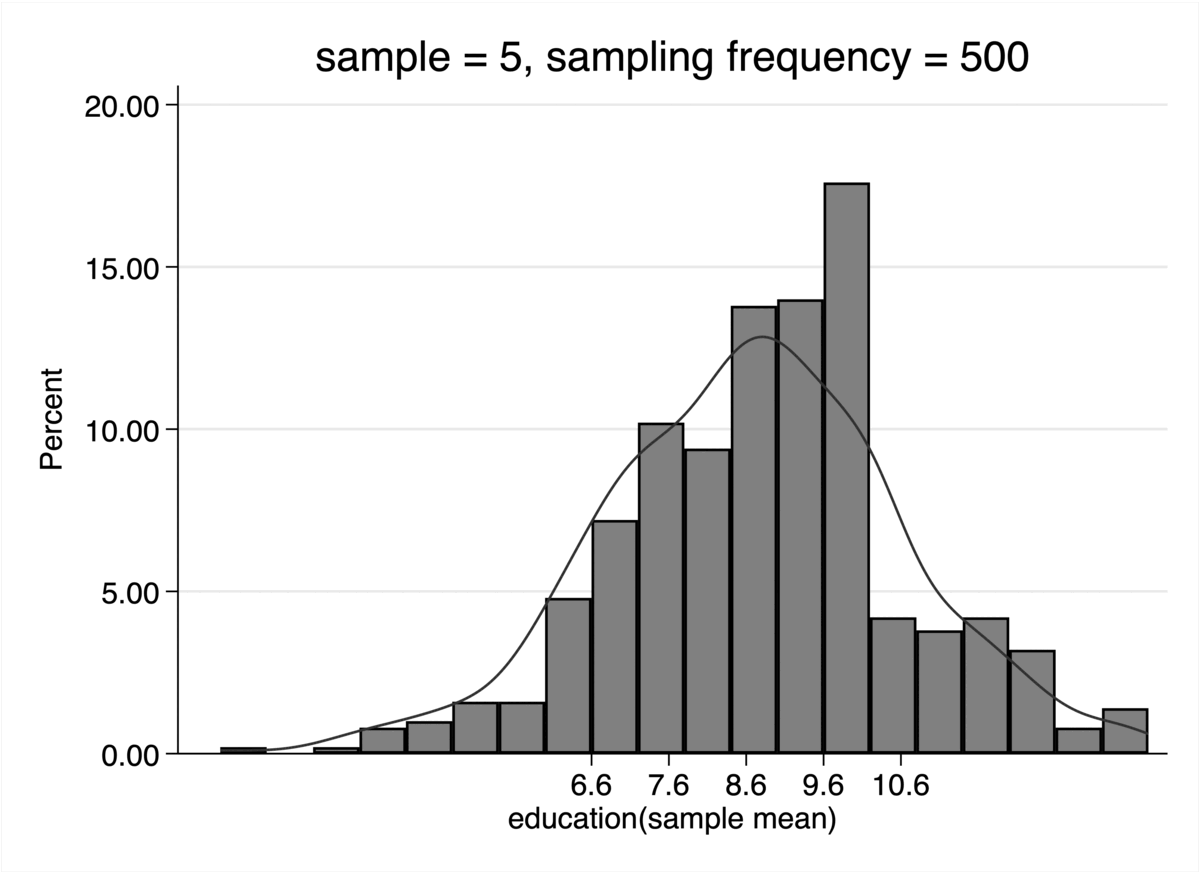 sample = 5, sampling frequency = 500
20.00
15.00
10.00
5.00
0.00
Percent
6.6 7.6 8.6 9.6 10.6
education(sample mean)